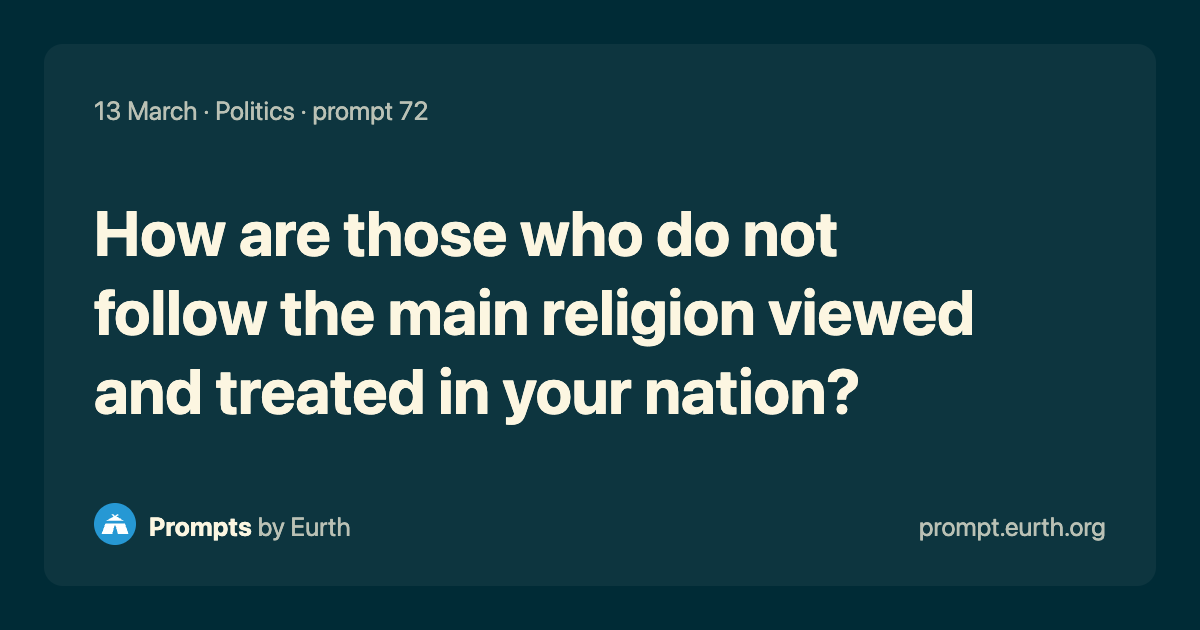 13 March · Politics · prompt 72
How are those who do not
follow the main religion viewed
and treated in your nation?
Prompts by Eurth
prompt.eurth.org